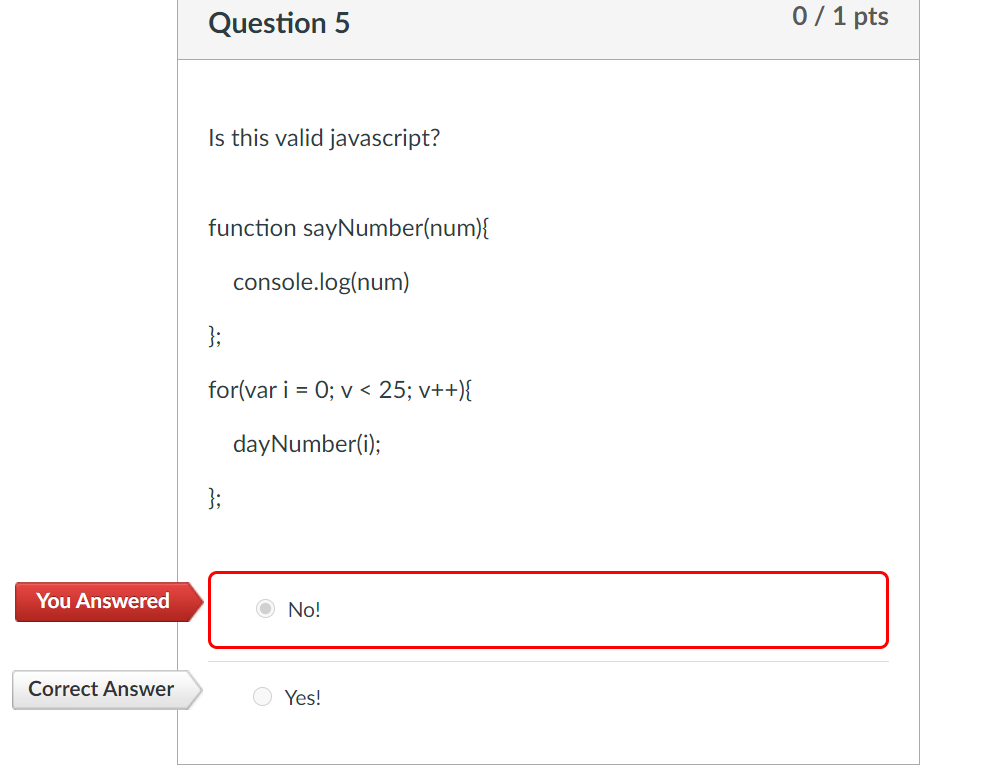 Question 5
0 / 1 pts
Is this valid javascript?
function sayNumber(num){
console.log(num)
};
for(var i = 0; v < 25; v++){
dayNumber(i);
};
You Answered
No!
Correct Answer
Yes!